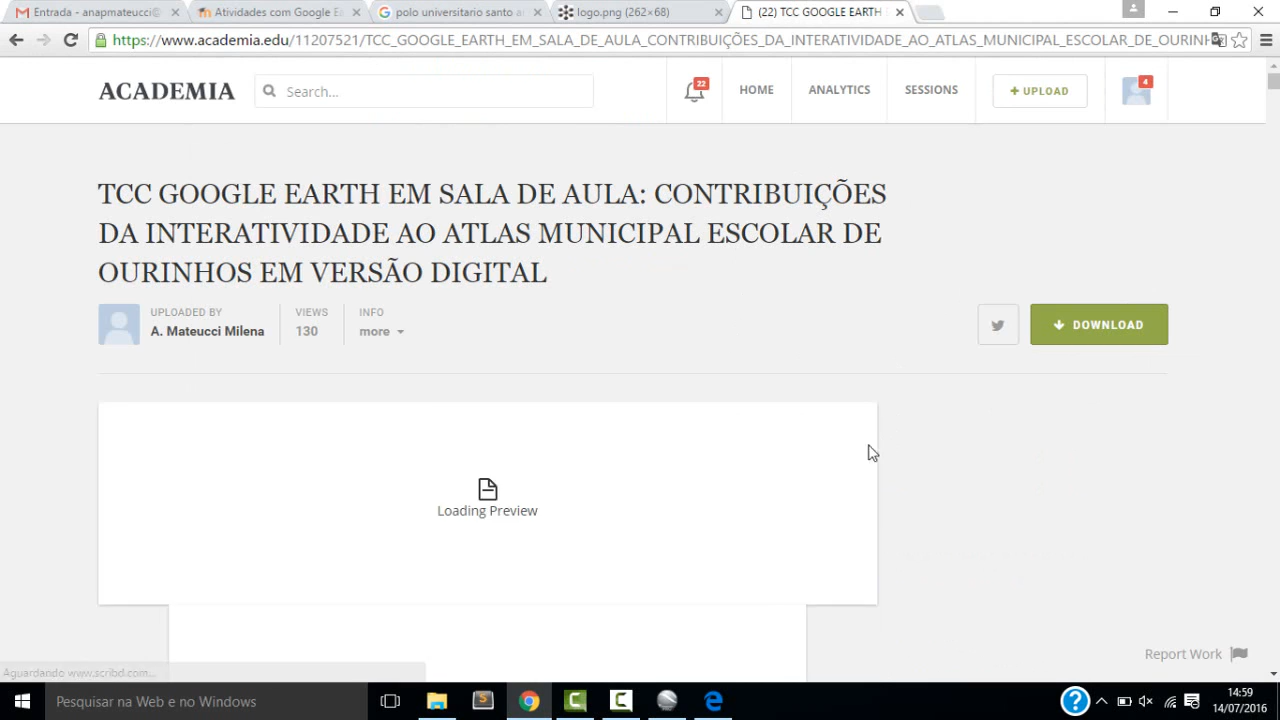 Entrada - anapmateucci@
Atividades com Google Es
polo universitario santo a
logo.png (262×68)
(22) TCC GOOGLE EARTH
https://www.academia.edu/11207521/TCC_GOOGLE_EARTH_EM_SALA_DE_AULA_CONTRIBUIÇÕES_DA_INTERATIVIDADE_AO_ATLAS_MUNICIPAL_ESCOLAR_DE_OURINH
ACADEMIA
Search...
22
HOME
ANALYTICS
SESSIONS
+ UPLOAD
4
TCC GOOGLE EARTH EM SALA DE AULA: CONTRIBUIÇÕES
DA INTERATIVIDADE AO ATLAS MUNICIPAL ESCOLAR DE
OURINHOS EM VERSÃO DIGITAL
UPLOADED BY
A. Mateucci Milena
VIEWS
130
INFO
more
DOWNLOAD
Loading Preview
Report Work
Aguardando www.scribd.com...
Pesquisar na Web e no Windows
14:59
14/07/2016